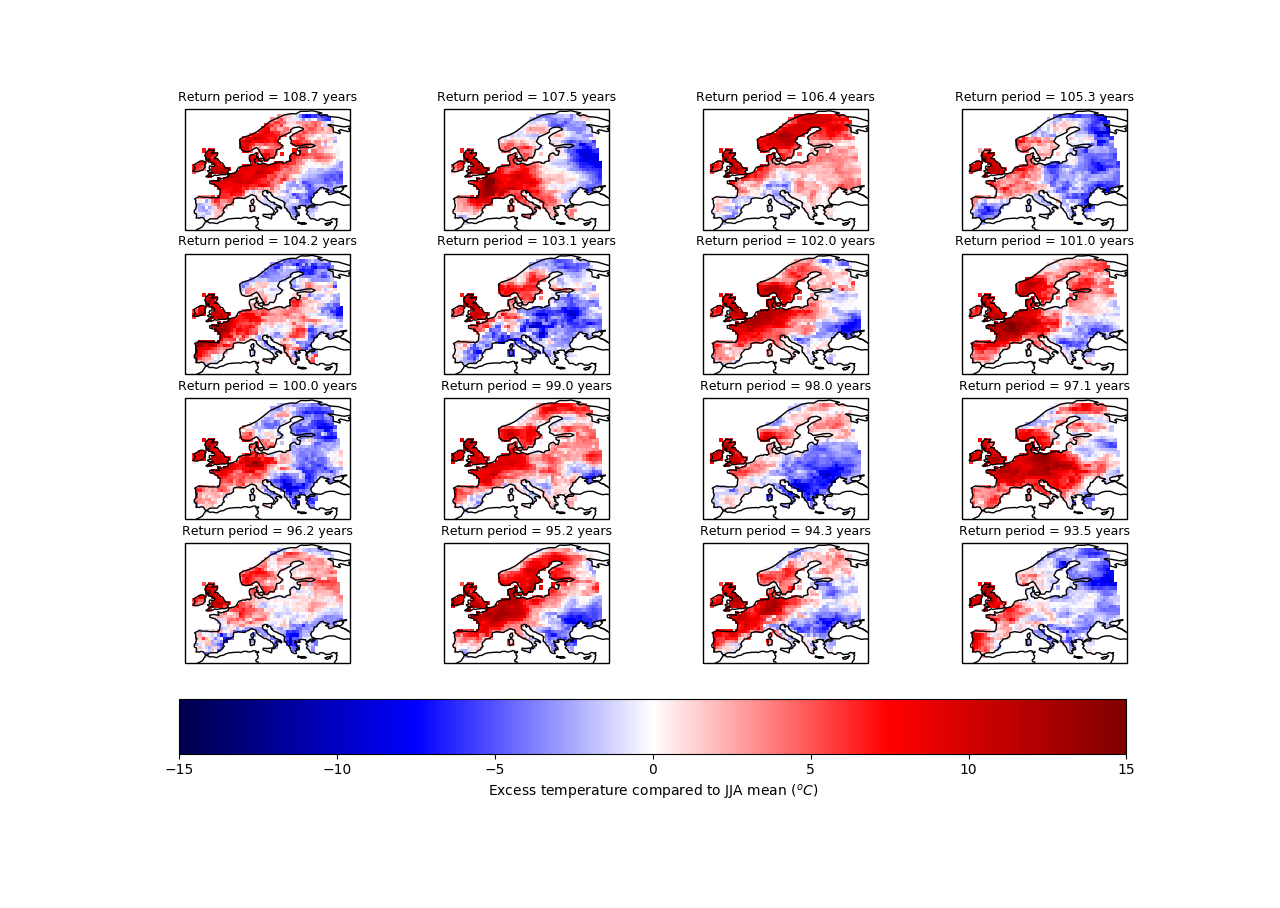 Return period = 108.7 years Return period = 107.5 years Return period = 106.4 years Return period = 105.3 years
Return period = 104.2 years Return period = 103.1 years Return period = 102.0 years Return period = 101.0 years
Return period = 100.0 years Return period = 99.0 years Return period = 98.0 years Return period = 97.1 years
Return period = 96.2 years Return period = 95.2 years Return period = 94.3 years Return period = 93.5 years
−15 −10 −5 0 5 10 15
Excess temperature compared to JJA mean (°C)